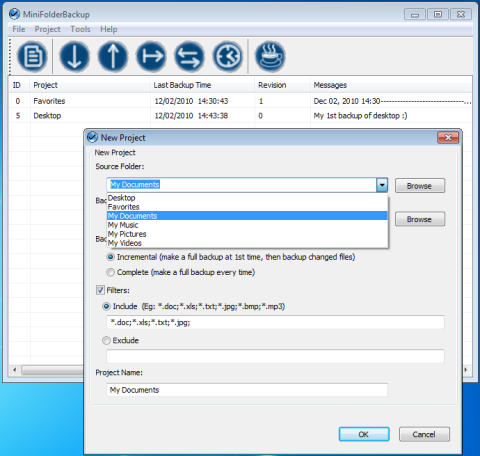 MiniFolderBackup
File Project Tools Help
ID Project Last Backup Time Revision Messages
0 Favorites 12/02/2010 14:30:43 1 Dec 02, 2010 14:30-------------------------------...
5 Desktop 12/02/2010 14:43:38 0 My 1st backup of desktop :)
New Project
New Project
Source Folder:
My Documents Browse
Desktop
Favorites
My Documents
My Music
My Pictures
My Videos
Browse
Incremental (make a full backup at 1st time, then backup changed files)
Complete (make a full backup every time)
Filters:
Include (Eg: *.doc;*.xls;*.txt;*.jpg;*.bmp;*.mp3)
*.doc;*.xls;*.txt;*.jpg;
Exclude
Project Name:
My Documents
OK Cancel